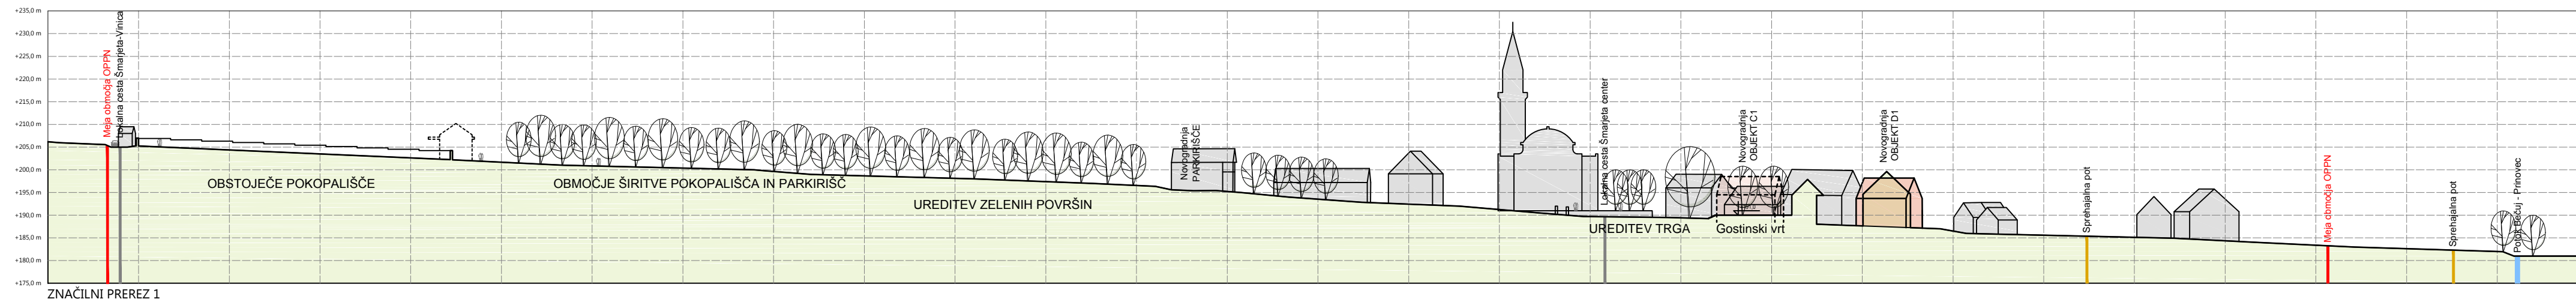 +235,0 m
+230,0 m
+225,0 m
+220,0 m
+215,0 m
+210,0 m
+205,0 m
+200,0 m
+195,0 m
+190,0 m
+185,0 m
+180,0 m
+175,0 m
Meja območja OPPN
Lokalna cesta Šmarjeta-Vinica
OBSTOJEČE POKOPALIŠČE
OBMOČJE ŠIRITVE POKOPALIŠČA IN PARKIRIŠČ
UREDITEV ZELENIH POVRŠIN
Novogradnja
PARKIRIŠČE
Lokalna cesta Šmarjeta center
UREDITEV TRGA
Novogradnja
OBJEKT C1
Gostinski vrt
Novogradnja
OBJEKT D1
Sprehajalna pot
Meja območja OPPN
Sprehajalna pot
Potok Bečuj - Prinovec
ZNAČILNI PREREZ 1